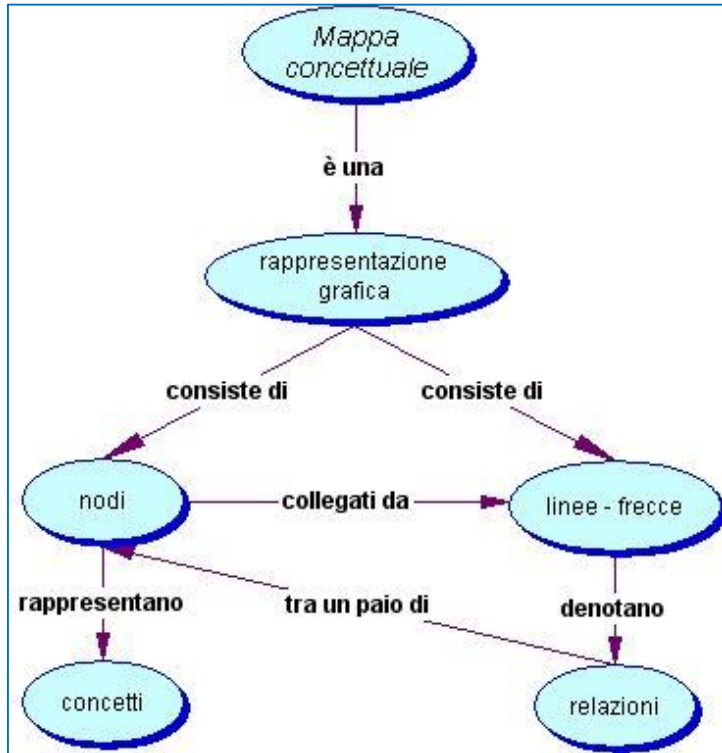 Mappa
concettuale
è una
rappresentazione
grafica
consiste di
consiste di
nodi
collegati da
linee - frecce
rappresentano
tra un paio di
denotano
concetti
relazioni